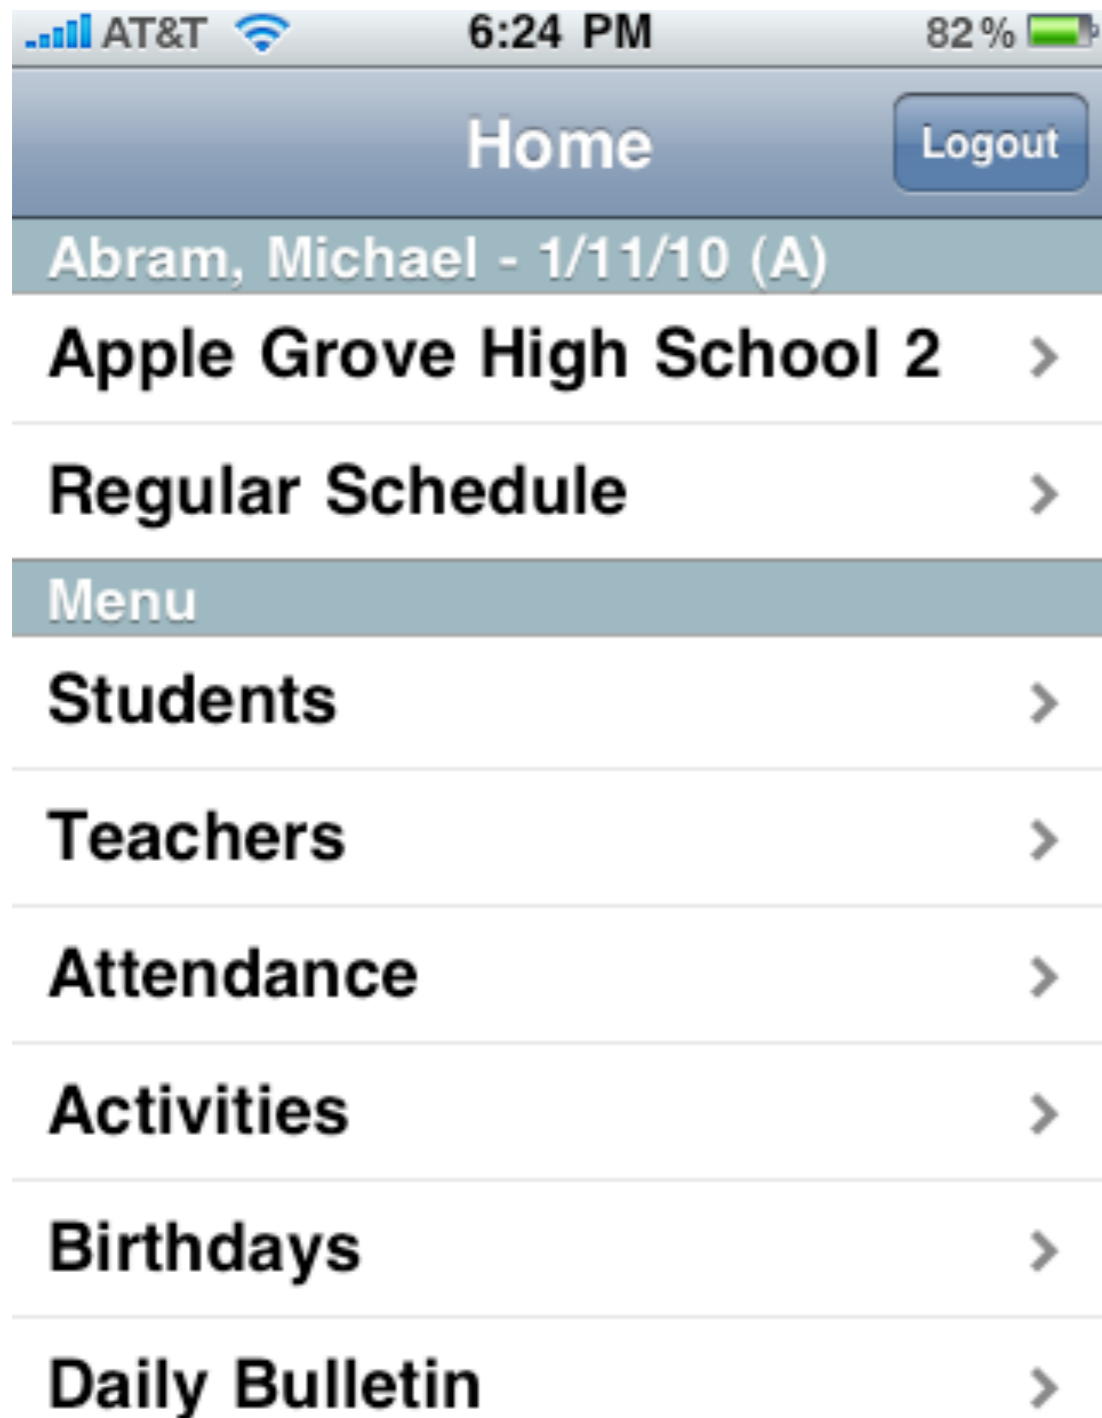 AT&T 6:24 PM 82%
Home Logout
Abram, Michael - 1/11/10 (A)
Apple Grove High School 2
Regular Schedule
Menu
Students
Teachers
Attendance
Activities
Birthdays
Daily Bulletin